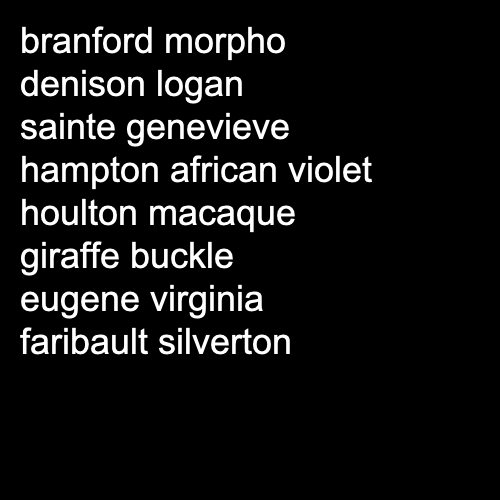 branford morpho
denison logan
sainte genevieve
hampton african violet
houlton macaque
giraffe buckle
eugene virginia
faribault silverton